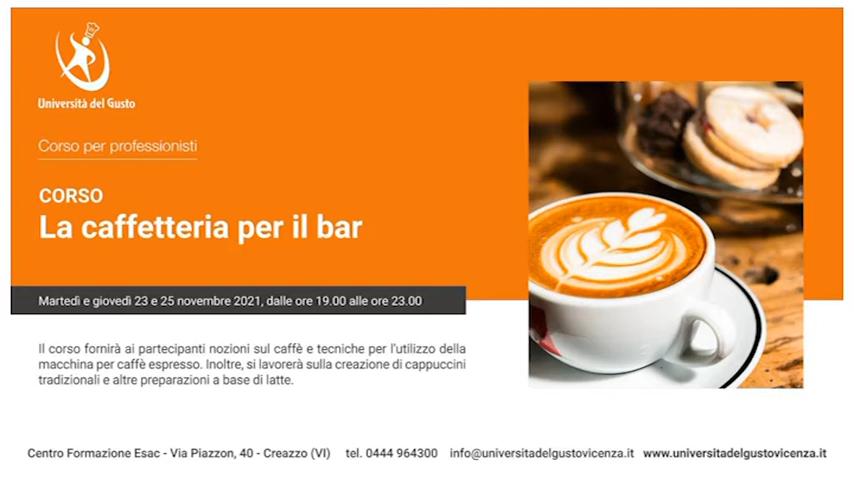 Università del Gusto
Corso per professionisti
CORSO
La caffetteria per il bar
Martedì e giovedì 23 e 25 novembre 2021, dalle ore 19.00 alle ore 23.00
Il corso fornirà ai partecipanti nozioni sul caffè e tecniche per l'utilizzo della
macchina per caffè espresso. Inoltre, si lavorerà sulla creazione di cappuccini
tradizionali e altre preparazioni a base di latte.
Centro Formazione Esac - Via Piazzon, 40 - Creazzo (VI) tel. 0444 964300 info@universitadelgustovicenza.it www.universitadelgustovicenza.it